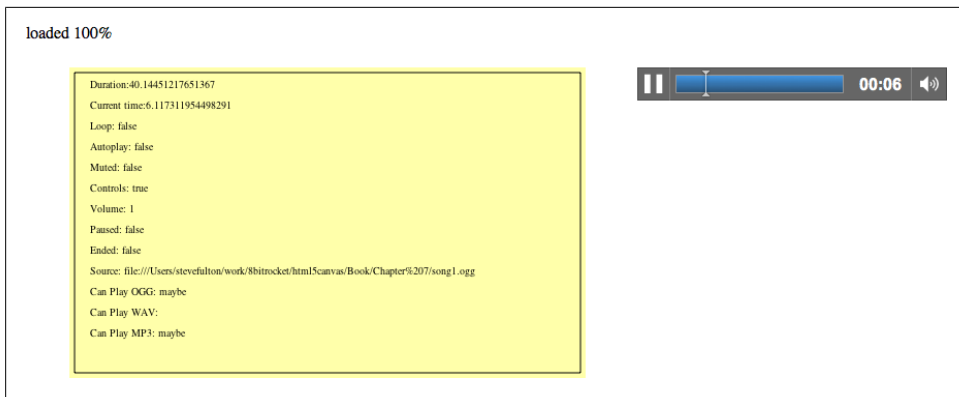 loaded 100%
Duration:40.14451217651367
Current time:6.117311954498291
Loop: false
Autoplay: false
Muted: false
Controls: true
Volume: 1
Paused: false
Ended: false
Source: file:///Users/stevefulton/work/8bitrocket/html5canvas/Book/Chapter%207/song1.ogg
Can Play OGG: maybe
Can Play WAV:
Can Play MP3: maybe
00:06